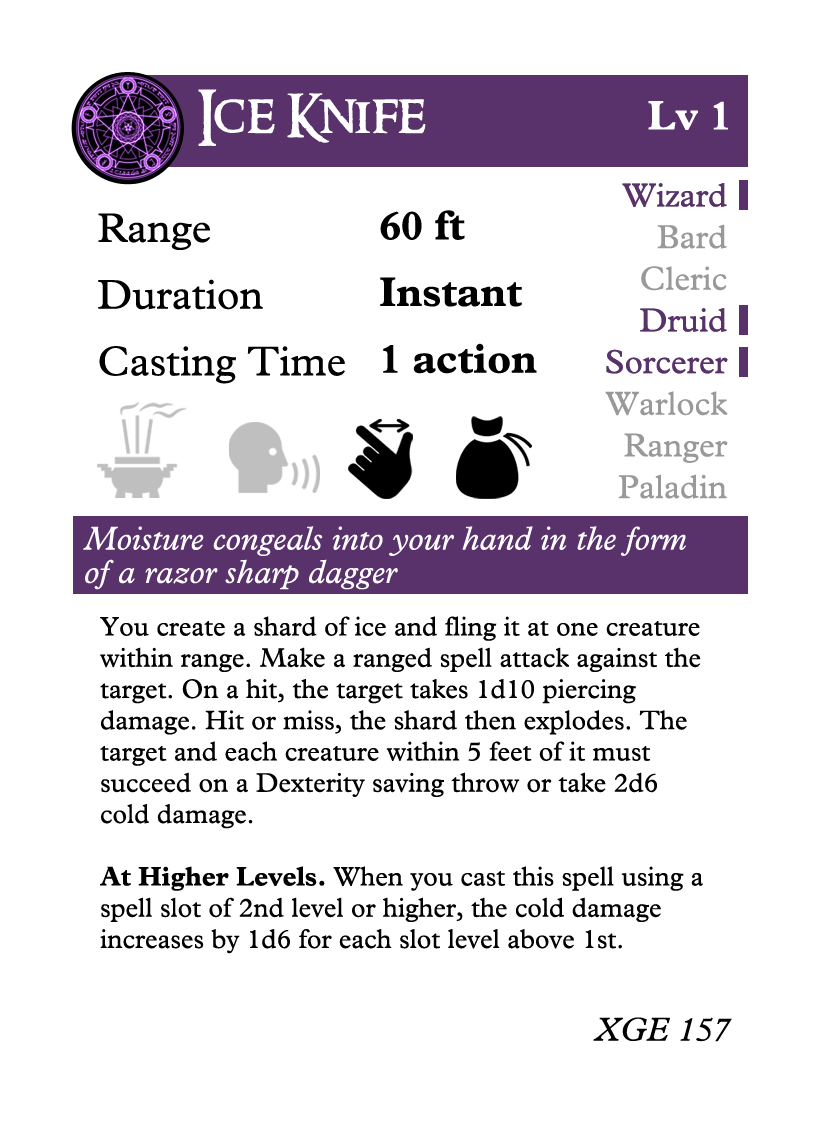 Ice Knife
Lv 1
Range 60 ft
Duration Instant
Casting Time 1 action
Wizard
Bard
Cleric
Druid
Sorcerer
Warlock
Ranger
Paladin
Moisture congeals into your hand in the form
of a razor sharp dagger
You create a shard of ice and fling it at one creature
within range. Make a ranged spell attack against the
target. On a hit, the target takes 1d10 piercing
damage. Hit or miss, the shard then explodes. The
target and each creature within 5 feet of it must
succeed on a Dexterity saving throw or take 2d6
cold damage.
At Higher Levels. When you cast this spell using a
spell slot of 2nd level or higher, the cold damage
increases by 1d6 for each slot level above 1st.
XGE 157